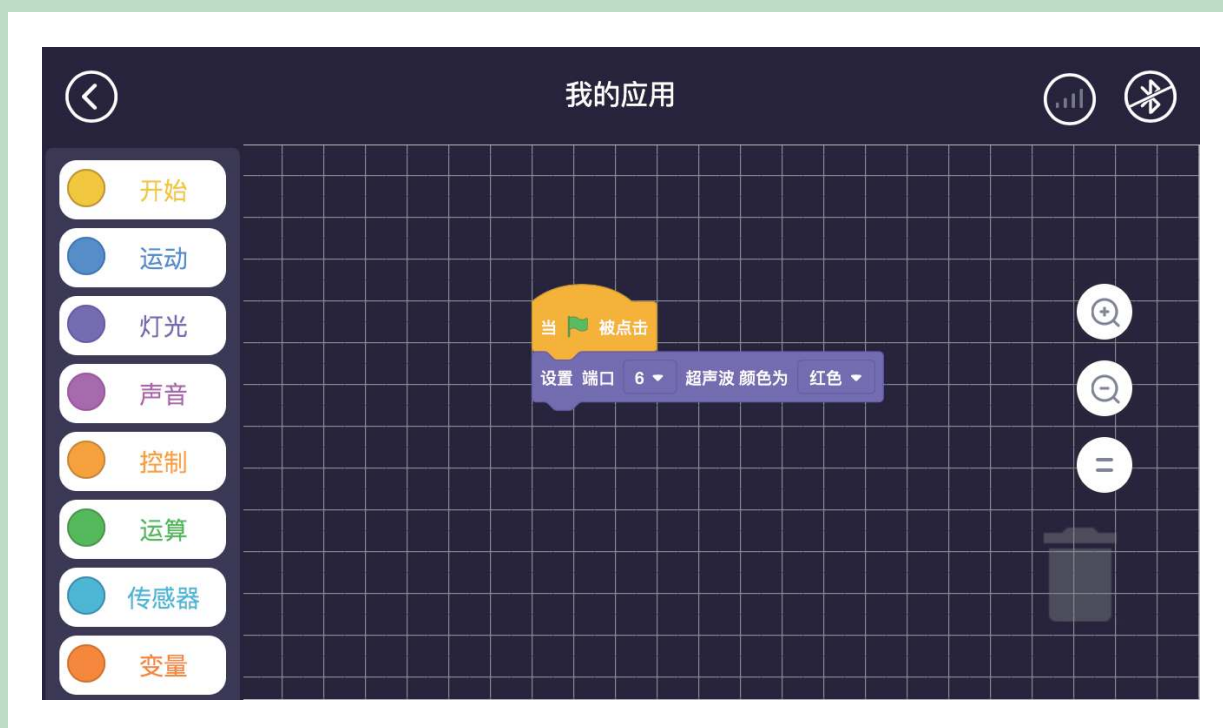 我的应用
开始
运动
灯光
声音
控制
运算
传感器
变量
当 被点击
设置 端口 6 超声波 颜色为 红色